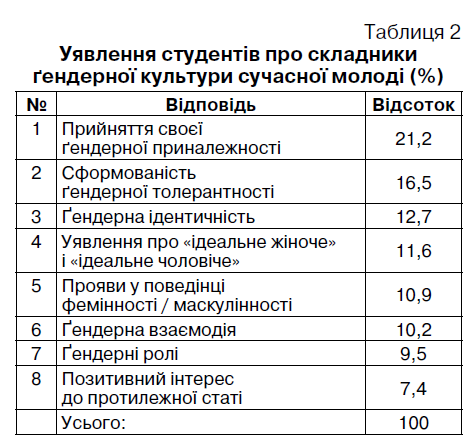 Таблиця 2
Уявлення студентів про складники
ґендерної культури сучасної молоді (%)
№ Відповідь Відсоток
1 Прийняття своєї
ґендерної приналежності 21,2
2 Сформованість
ґендерної толерантності 16,5
3 Ґендерна ідентичність 12,7
4 Уявлення про «ідеальне жіноче»
і «ідеальне чоловіче» 11,6
5 Прояви у поведінці
фемінності / маскулінності 10,9
6 Ґендерна взаємодія 10,2
7 Ґендерні ролі 9,5
8 Позитивний інтерес
до протилежної статі 7,4
Усього: 100